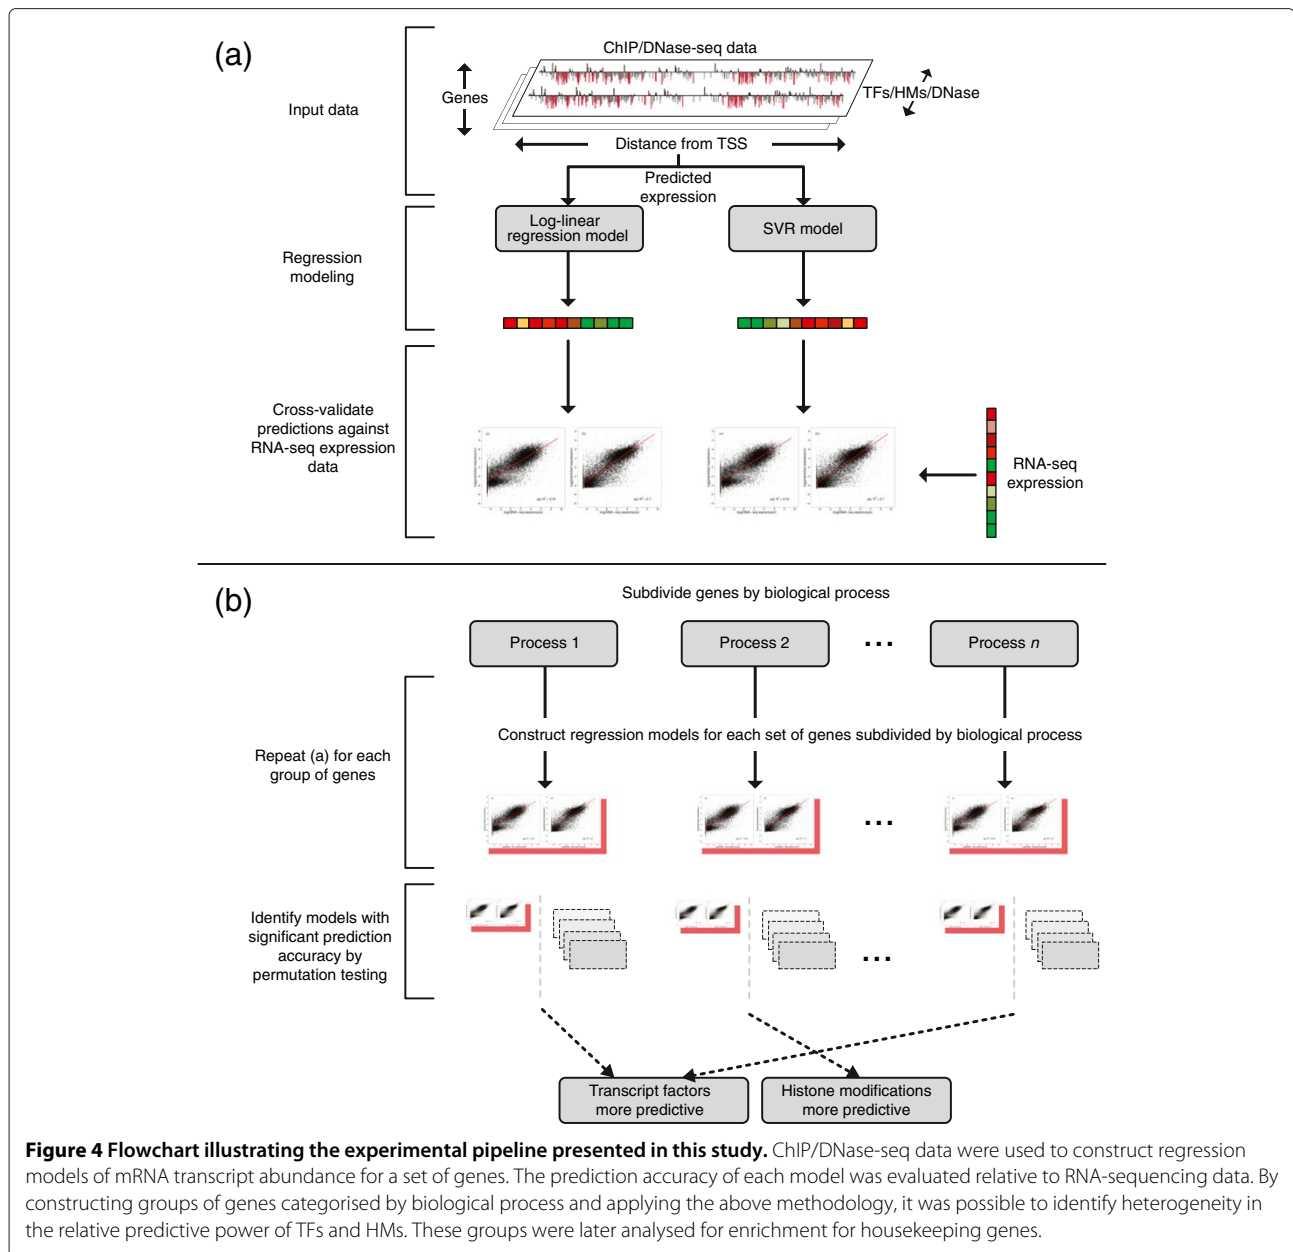 (a)
ChIP/DNase-seq data
Input data
Genes
TFs/HMs/DNase
Distance from TSS
Predicted
expression
Regression
modeling
Log-linear
regression model
SVR model
Cross-validate
predictions against
RNA-seq expression
data
RNA-seq
expression
(b)
Subdivide genes by biological process
Process 1
Process 2
...
Process n
Repeat (a) for each
group of genes
Construct regression models for each set of genes subdivided by biological process
...
Identify models with
significant prediction
accuracy by
permutation testing
...
Transcript factors
more predictive
Histone modifications
more predictive
Figure 4 Flowchart illustrating the experimental pipeline presented in this study. ChIP/DNase-seq data were used to construct regression
models of mRNA transcript abundance for a set of genes. The prediction accuracy of each model was evaluated relative to RNA-sequencing data. By
constructing groups of genes categorised by biological process and applying the above methodology, it was possible to identify heterogeneity in
the relative predictive power of TFs and HMs. These groups were later analysed for enrichment for housekeeping genes.